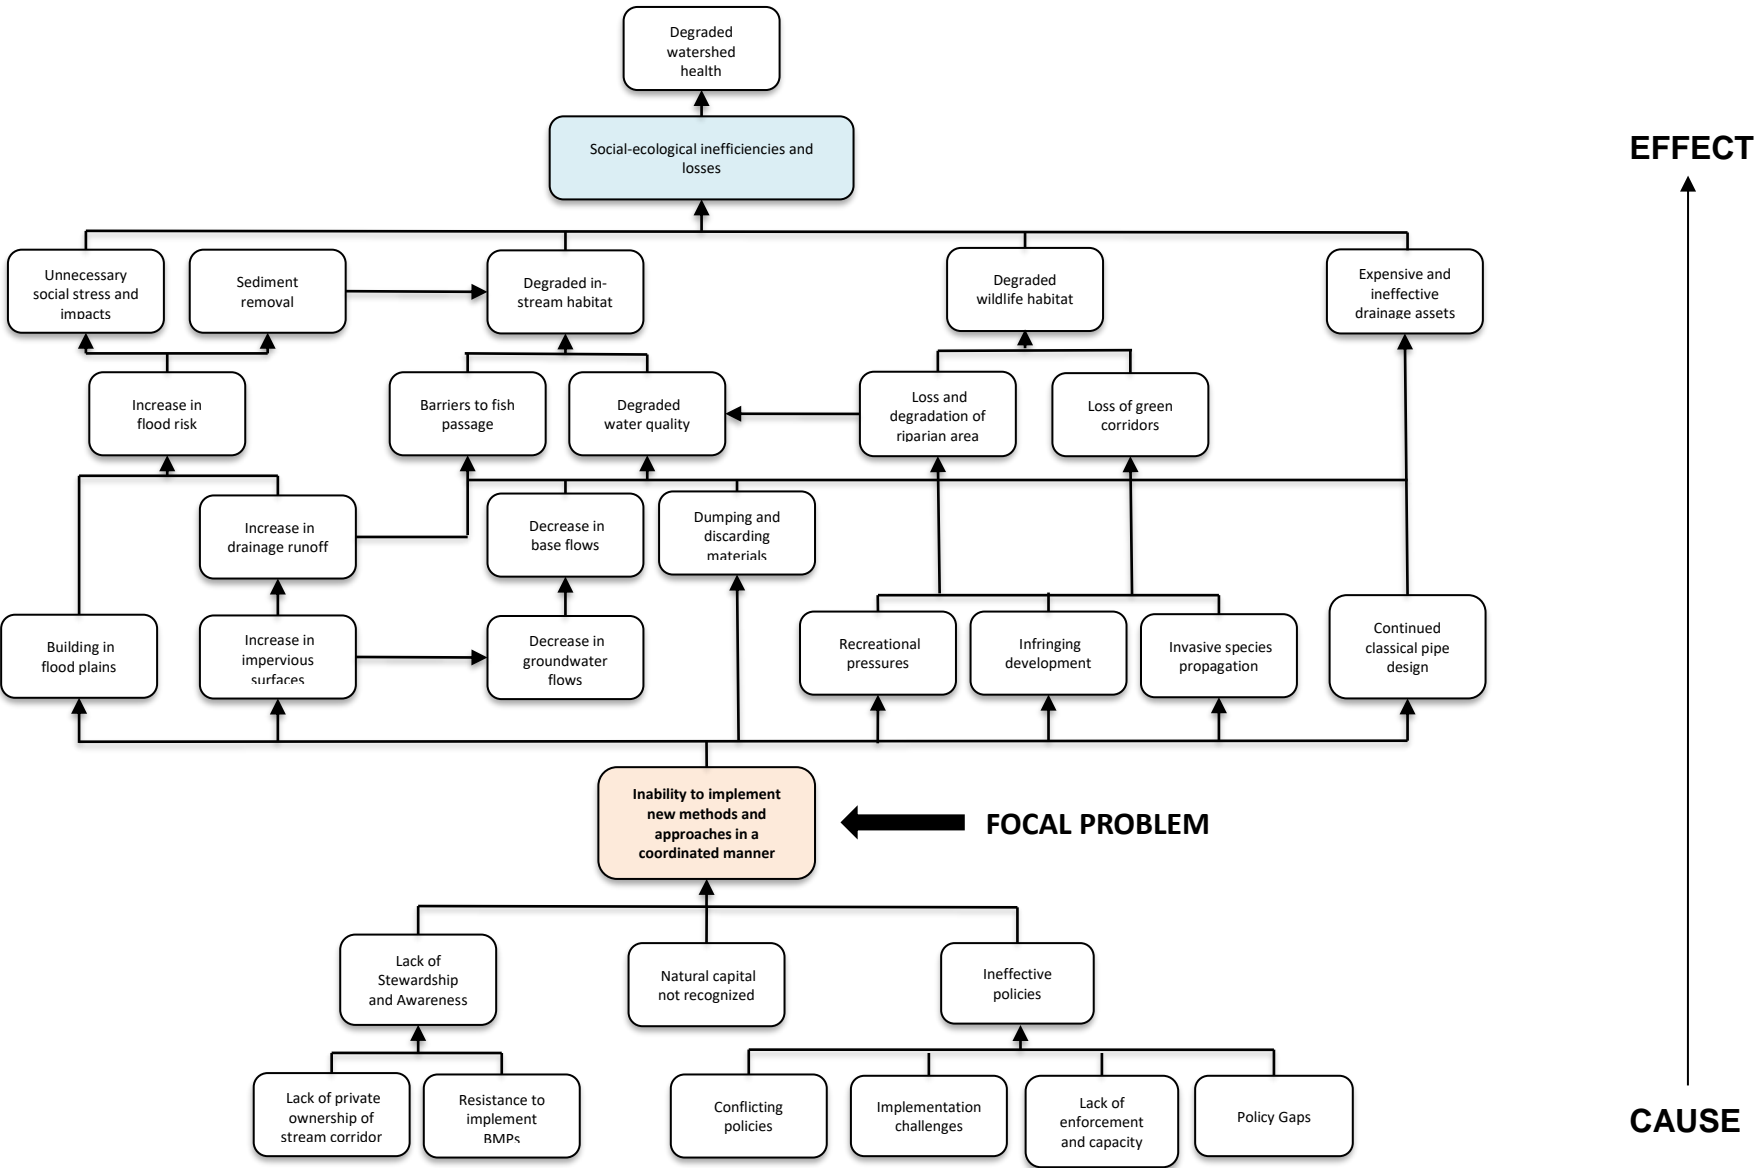 Degraded
watershed
health
Social-ecological inefficiencies and
losses
EFFECT
Unnecessary
social stress and
impacts
Sediment
removal
Degraded in-
stream habitat
Degraded
wildlife habitat
Expensive and
ineffective
drainage assets
Increase in
flood risk
Barriers to fish
passage
Degraded
water quality
Loss and
degradation of
riparian area
Loss of green
corridors
Increase in
drainage runoff
Decrease in
base flows
Dumping and
discarding
materials
Building in
flood plains
Increase in
impervious
surfaces
Decrease in
groundwater
flows
Recreational
pressures
Infringing
development
Invasive species
propagation
Continued
classical pipe
design
Inability to implement
new methods and
approaches in a
coordinated manner
FOCAL PROBLEM
Lack of
Stewardship
and Awareness
Natural capital
not recognized
Ineffective
policies
Lack of private
ownership of
stream corridor
Resistance to
implement
BMPs
Conflicting
policies
Implementation
challenges
Lack of
enforcement
and capacity
Policy Gaps
CAUSE